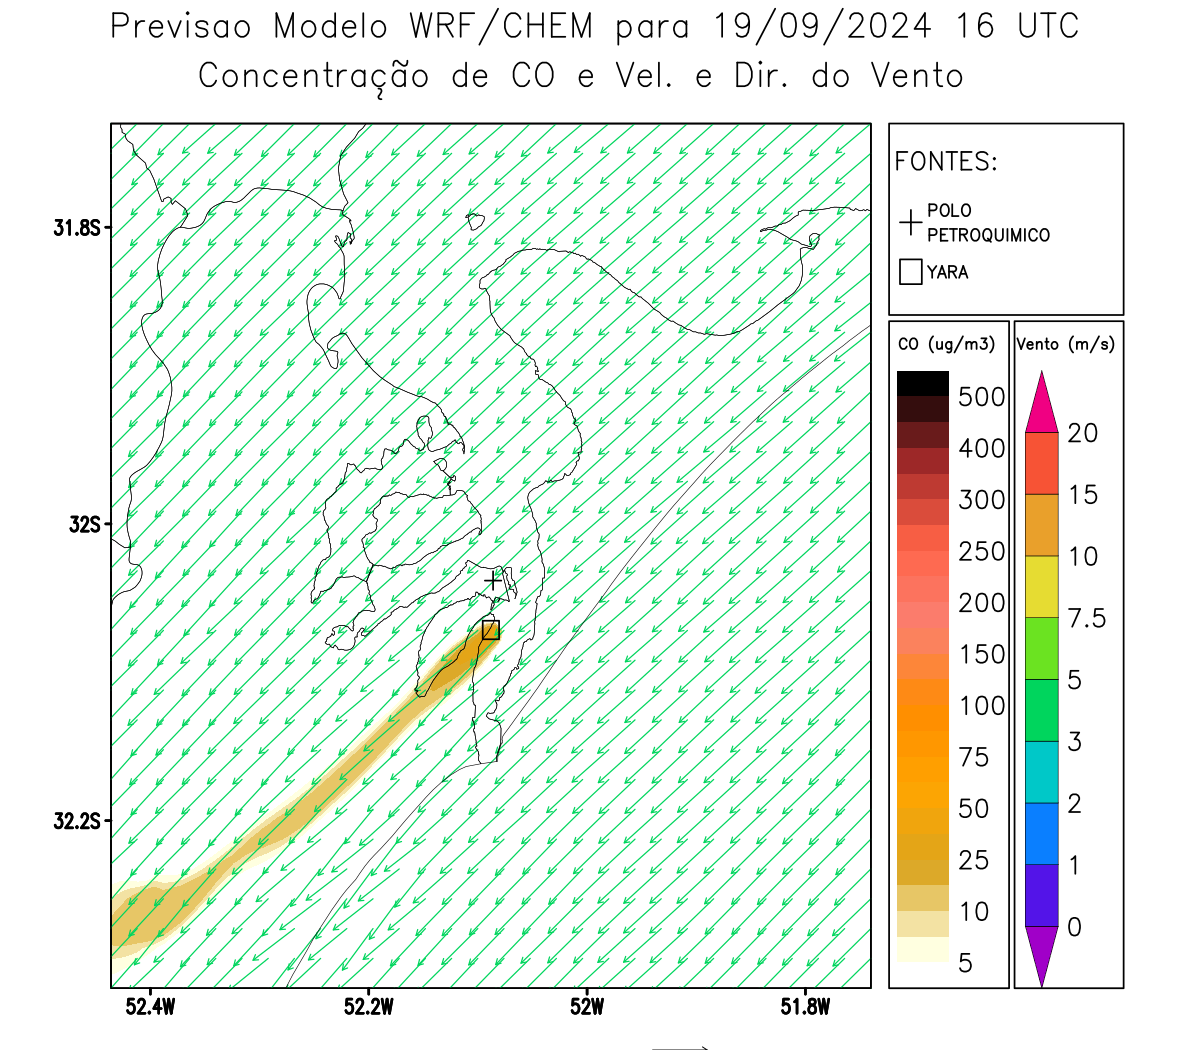 Previsao Modelo WRF/CHEM para 19/09/2024 16 UTC
Concentração de CO e Vel. e Dir. do Vento
FONTES:
POLO
PETROQUIMICO
YARA
31.8S
32S
32.2S
52.4W
52.2W
52W
51.8W
CO (ug/m3)
500
400
300
250
200
150
100
75
50
25
10
5
Vento (m/s)
20
15
10
7.5
5
3
2
1
0